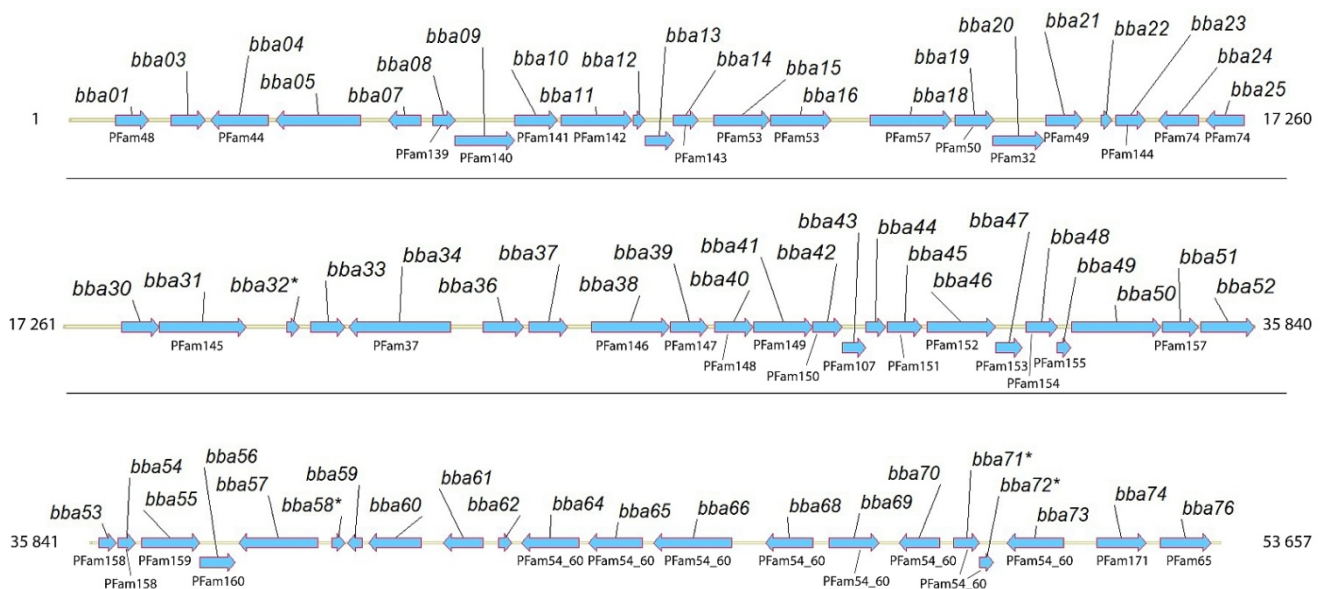 bba20 bba21 bba23
bba09 bba13 bba22
bba04 bba10 bba12 bba14 bba19 bba24
bba03 bba08 bba15
bba01 bba05 bba07 bba11 bba16 bba18 bba25
1 17 260
PFam48 PFam44 PFam141 PFam142 PFam53 PFam53 PFam57 PFam49 PFam74 PFam74
PFam139 PFam143 PFam50 PFam144
PFam140 PFam32
bba43 bba47
bba34 bba37 bba39 bba41 bba44 bba48
bba31 bba33 bba42 bba45 bba49 bba51
bba30 bba32* bba36 bba38 bba40 bba46 bba50 bba52
17 261 35 840
PFam145 PFam37 PFam146 PFam147 PFam149 PFam151 PFam152 PFam157
PFam148 PFam150 PFam107 PFam153 PFam155
PFam154
bba56 bba71*
bba54 bba59 bba61 bba70 bba72*
bba55 bba57 bba64 bba66 bba69 bba74
bba53 bba58* bba60 bba62 bba65 bba68 bba73 bba76
35 841 53 657
PFam158 PFam159 PFam54_60 PFam54_60 PFam54_60 PFam54_60 PFam54_60 PFam54_60 PFam171 PFam65
PFam158 PFam160 PFam54_60 PFam54_60